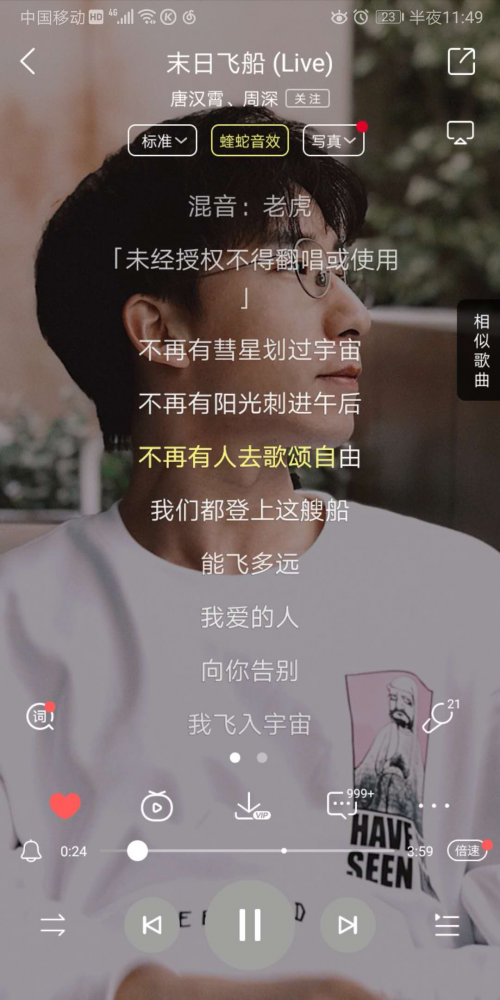 中国移动 HD 4G 23 半夜11:49
末日飞船 (Live)
唐汉霄、周深 关注
标准 蝰蛇音效 写真
混音：老虎
「未经授权不得翻唱或使用
」
相似歌曲
不再有彗星划过宇宙
不再有阳光刺进午后
不再有人去歌颂自由
我们都登上这艘船
能飞多远
我爱的人
向你告别
我飞入宇宙
词 21
VIP 999+
HAVE
SEEN
0:24 3:59 倍速